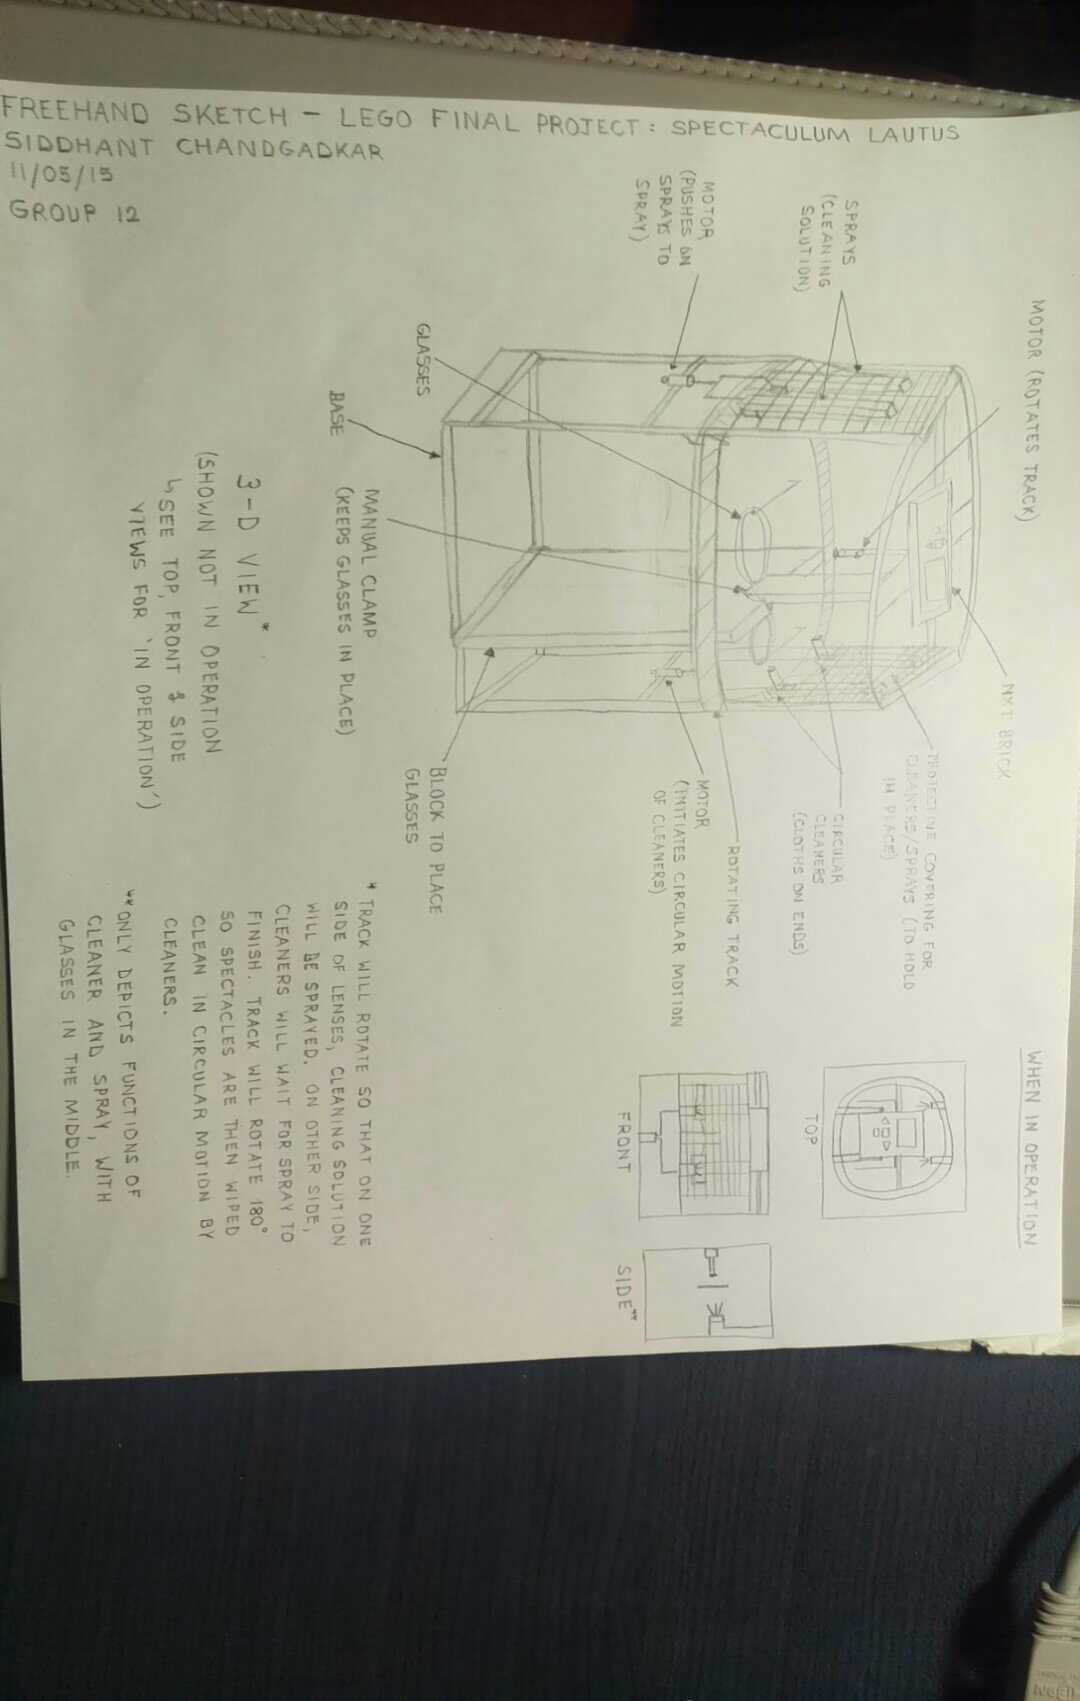 FREEHAND SKETCH - LEGO FINAL PROJECT: SPECTACULUM LAUTUS
SIDDHANT CHANDGADKAR
11/05/15
GROUP 12
MOTOR (ROTATES TRACK)
NXT BRICK
PROTECTIVE COVERING FOR
CLEANERS/SPRAYS (TO HOLD
IN PLACE)
SPRAYS
(CLEANING
SOLUTION)
CIRCULAR
CLEANERS
(CLOTHS ON ENDS)
ROTATING TRACK
MOTOR
(PUSHES ON
SPRAYS TO
SPRAY)
MOTOR
(INITIATES CIRCULAR MOTION
OF CLEANERS)
GLASSES
BLOCK TO PLACE
GLASSES
MANUAL CLAMP
(KEEPS GLASSES IN PLACE)
BASE
3-D VIEW*
(SHOWN NOT IN OPERATION
↳ SEE TOP, FRONT & SIDE
VIEWS FOR 'IN OPERATION')
WHEN IN OPERATION
TOP
FRONT
SIDE**
* TRACK WILL ROTATE SO THAT ON ONE
SIDE OF LENSES, CLEANING SOLUTION
WILL BE SPRAYED. ON OTHER SIDE,
CLEANERS WILL WAIT FOR SPRAY TO
FINISH. TRACK WILL ROTATE 180°
SO SPECTACLES ARE THEN WIPED
CLEAN IN CIRCULAR MOTION BY
CLEANERS.
** ONLY DEPICTS FUNCTIONS OF
CLEANER AND SPRAY, WITH
GLASSES IN THE MIDDLE.